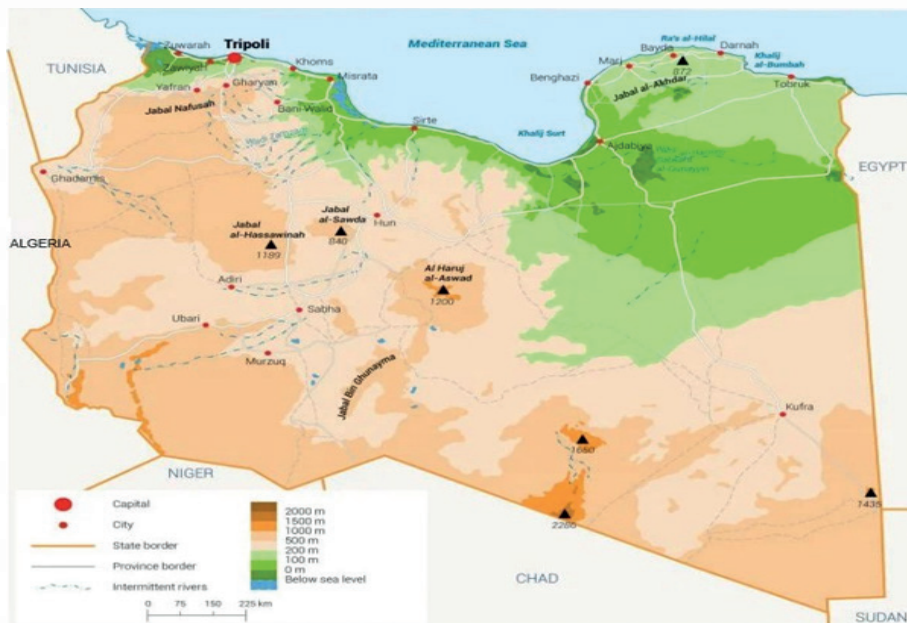 Mediterranean Sea
Ra's al-Hilal
Zuwarah
Tripoli
Bayda
Darnah
Khalij
al-Bumbah
TUNISIA
Zawiyah
Khoms
Marj
872
Gharyan
Misrata
Benghazi
Jabal al-Akhdar
Tobruk
Yafran
Jabal Nafusah
Bani-Walid
Sirte
Khalij Surt
Ajdabiya
EGYPT
Ghadamis
Jabal
al-Hassawinah
1189
Jabal
al-Sawda
840
Hun
ALGERIA
Al Haruj
al-Aswad
1200
Adiri
Sabha
Ubari
Murzuq
Jabal Bin Ghunayma
Kufra
1650
NIGER
1435
2286
CHAD
SUDAN
Capital
City
State border
Province border
Intermittent rivers
0 75 150 225 km
2000 m
1500 m
1000 m
500 m
200 m
100 m
0 m
Below sea level